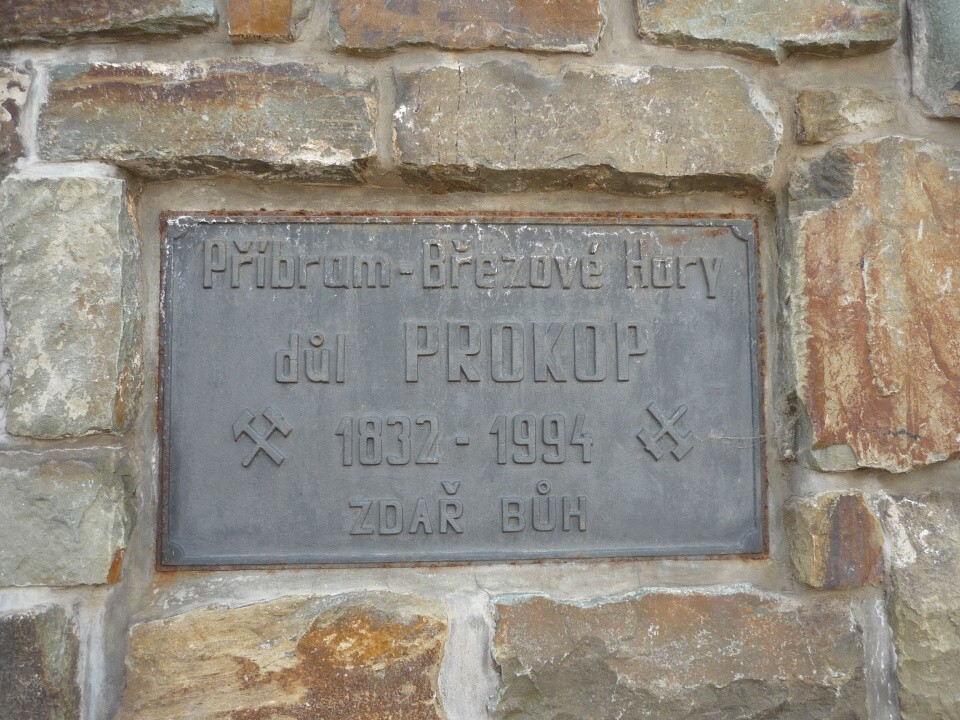 Příbram-Březové Hory
důl PROKOP
1832 - 1994
ZDAŘ BŮH